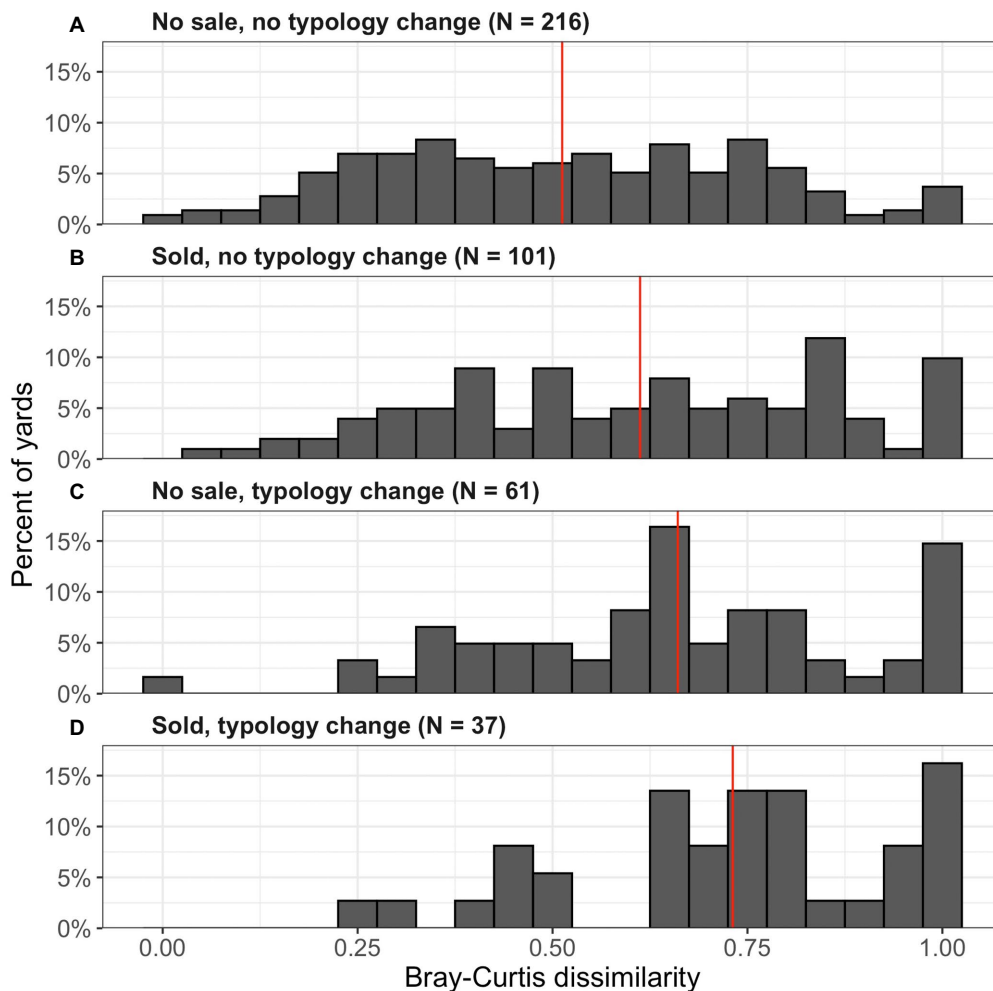 A No sale, no typology change (N = 216)
15%
10%
5%
0%
B Sold, no typology change (N = 101)
15%
10%
5%
0%
C No sale, typology change (N = 61)
15%
10%
5%
0%
D Sold, typology change (N = 37)
15%
10%
5%
0%
Percent of yards
0.00 0.25 0.50 0.75 1.00
Bray-Curtis dissimilarity